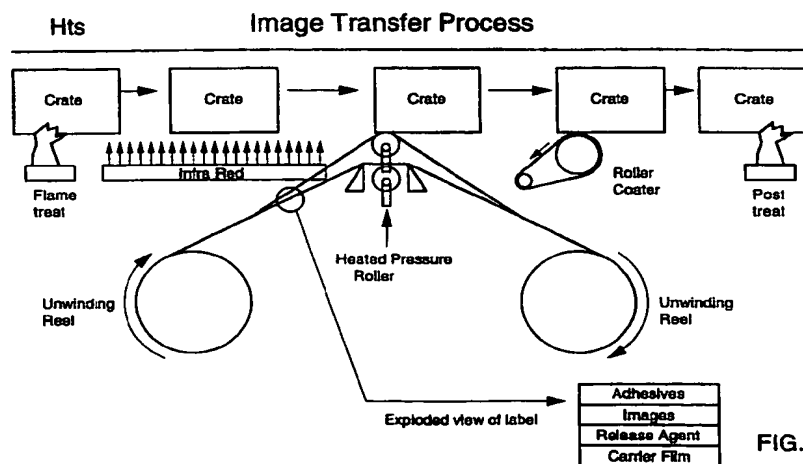 Hts
Image Transfer Process
Crate
Crate
Crate
Crate
Crate
Flame
treat
Infra Red
Heated Pressure
Roller
Roller
Coater
Post
treat
Unwinding
Reel
Unwinding
Reel
Exploded view of label
Adhesives
Images
Release Agent
Carrier Film
FIG.